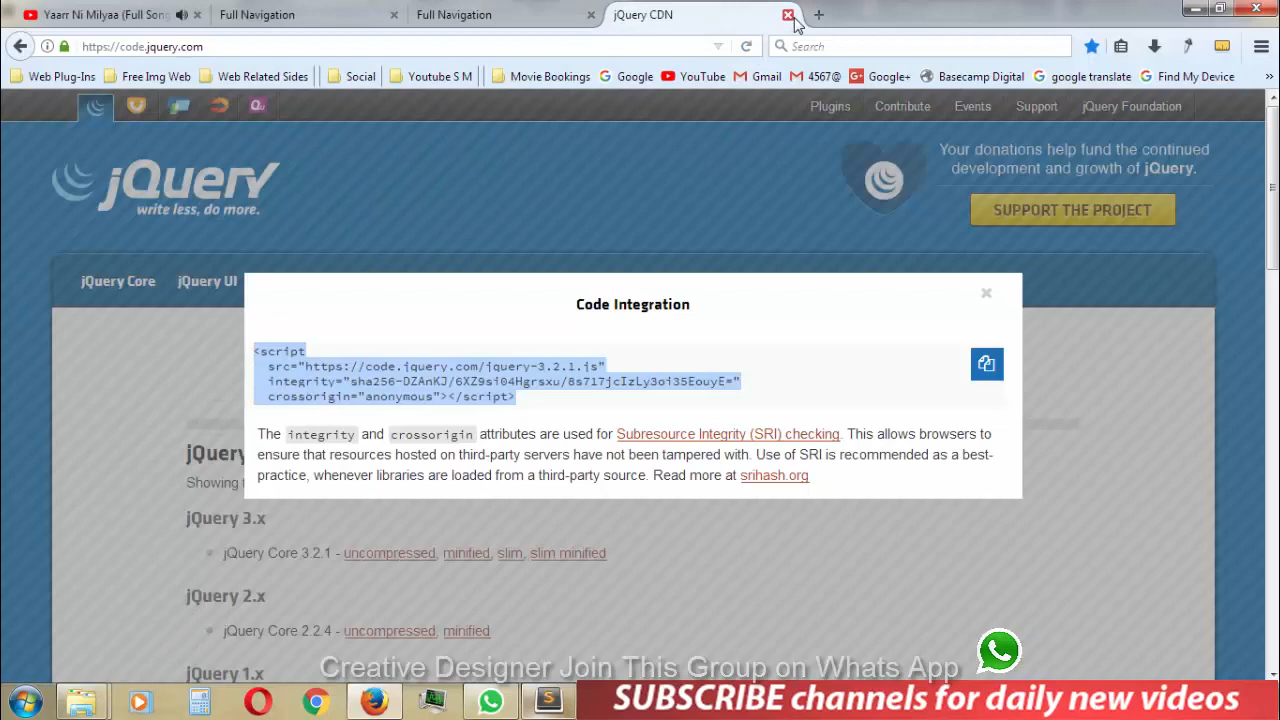 Yaarr Ni Milyaa (Full Song
Full Navigation
Full Navigation
jQuery CDN
https://code.jquery.com
Search
Web Plug-Ins
Free Img Web
Web Related Sides
Social
Youtube S M
Movie Bookings
Google
YouTube
Gmail
4567@
Google+
Basecamp Digital
google translate
Find My Device
Plugins
Contribute
Events
Support
jQuery Foundation
jQuery
write less, do more.
Your donations help fund the continued
development and growth of jQuery.
SUPPORT THE PROJECT
jQuery Core
jQuery UI
Code Integration
<script
src="https://code.jquery.com/jquery-3.2.1.js"
integrity="sha256-DZAnKJ/6XZ9si04Hgrsxu/8s717jcIzLy3oi35EouyE="
crossorigin="anonymous"></script>
The integrity and crossorigin attributes are used for Subresource Integrity (SRI) checking. This allows browsers to
ensure that resources hosted on third-party servers have not been tampered with. Use of SRI is recommended as a best-
practice, whenever libraries are loaded from a third-party source. Read more at srihash.org
jQuery
Showing
jQuery 3.x
jQuery Core 3.2.1 - uncompressed, minified, slim, slim minified
jQuery 2.x
jQuery Core 2.2.4 - uncompressed, minified
jQuery 1.x
Creative Designer Join This Group on Whats App
SUBSCRIBE channels for daily new videos